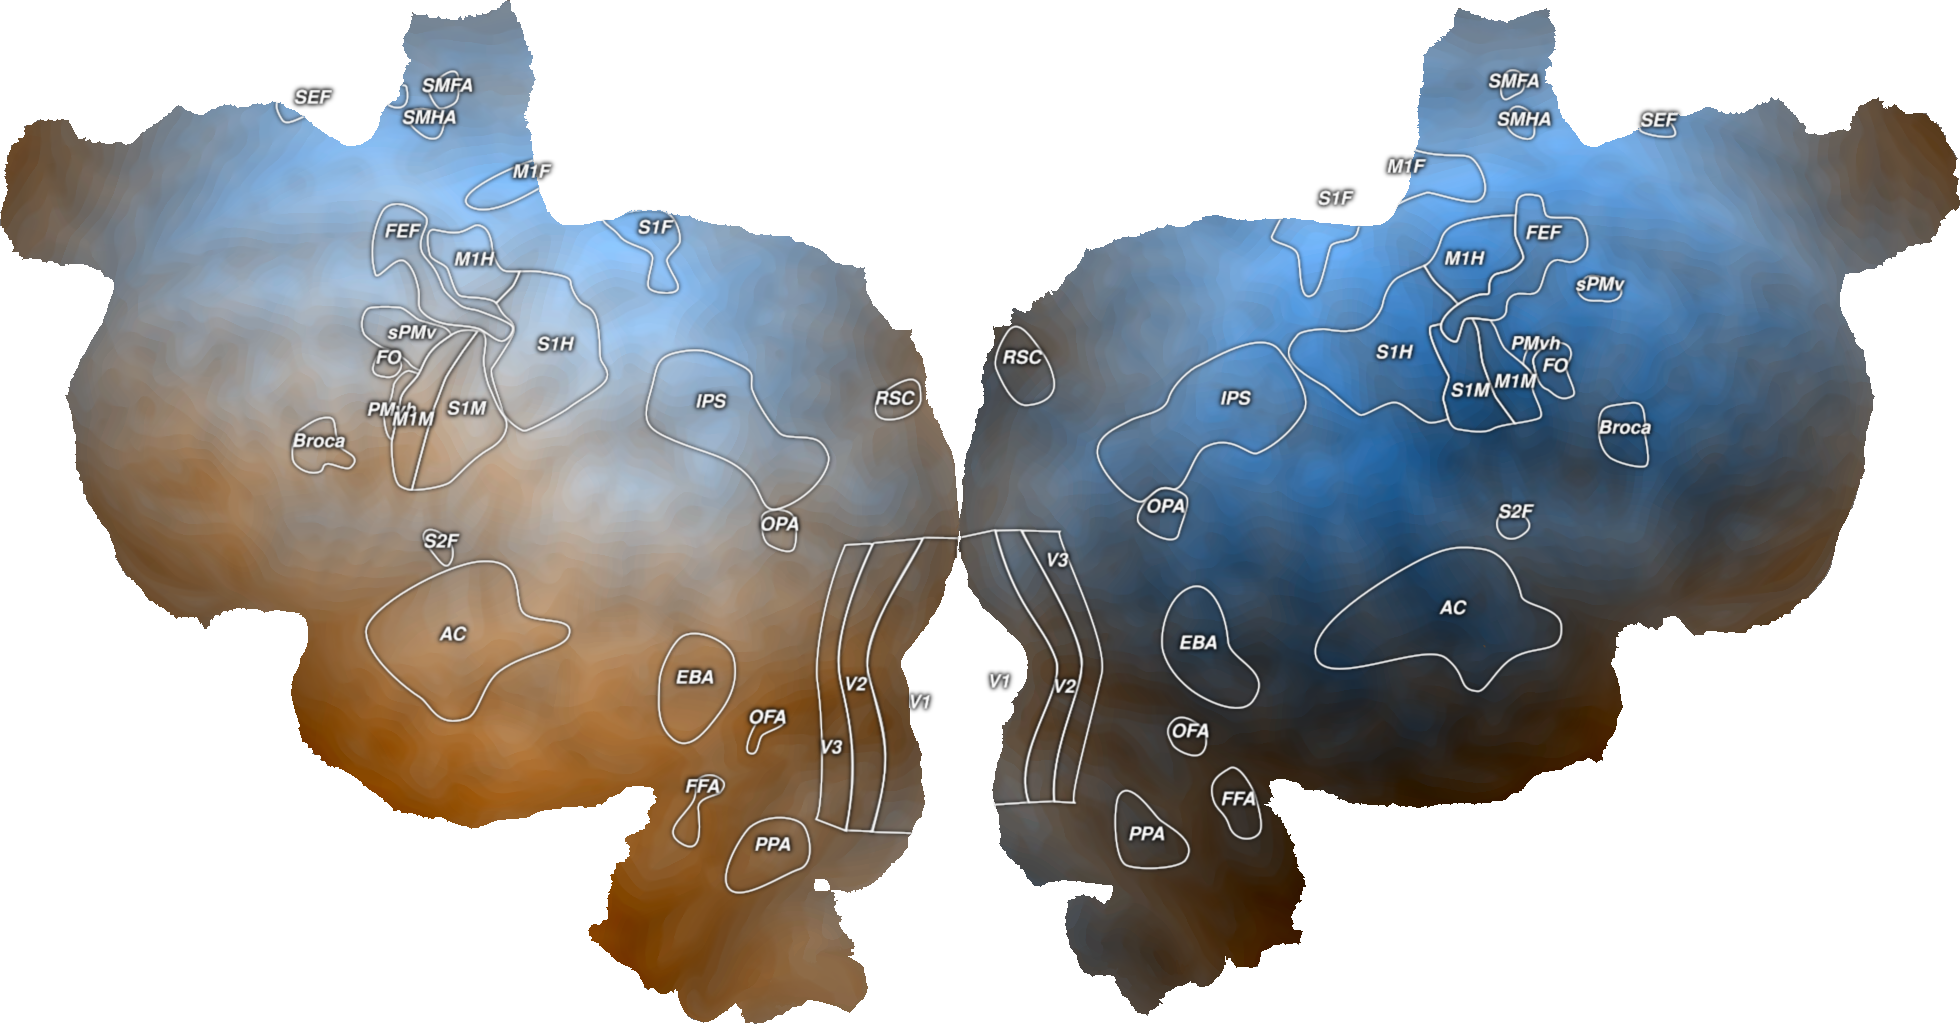 SEF
SMFA
SMHA
M1F
FEF
M1H
S1F
sPMv
FO
S1H
PMvh
M1M
S1M
Broca
IPS
RSC
S2F
OPA
AC
EBA
OFA
V2
V1
V3
FFA
PPA
SMFA
SMHA
SEF
M1F
S1F
M1H
FEF
sPMv
RSC
S1H
PMvh
FO
IPS
S1M
M1M
Broca
OPA
S2F
V3
AC
EBA
V1
V2
OFA
FFA
PPA